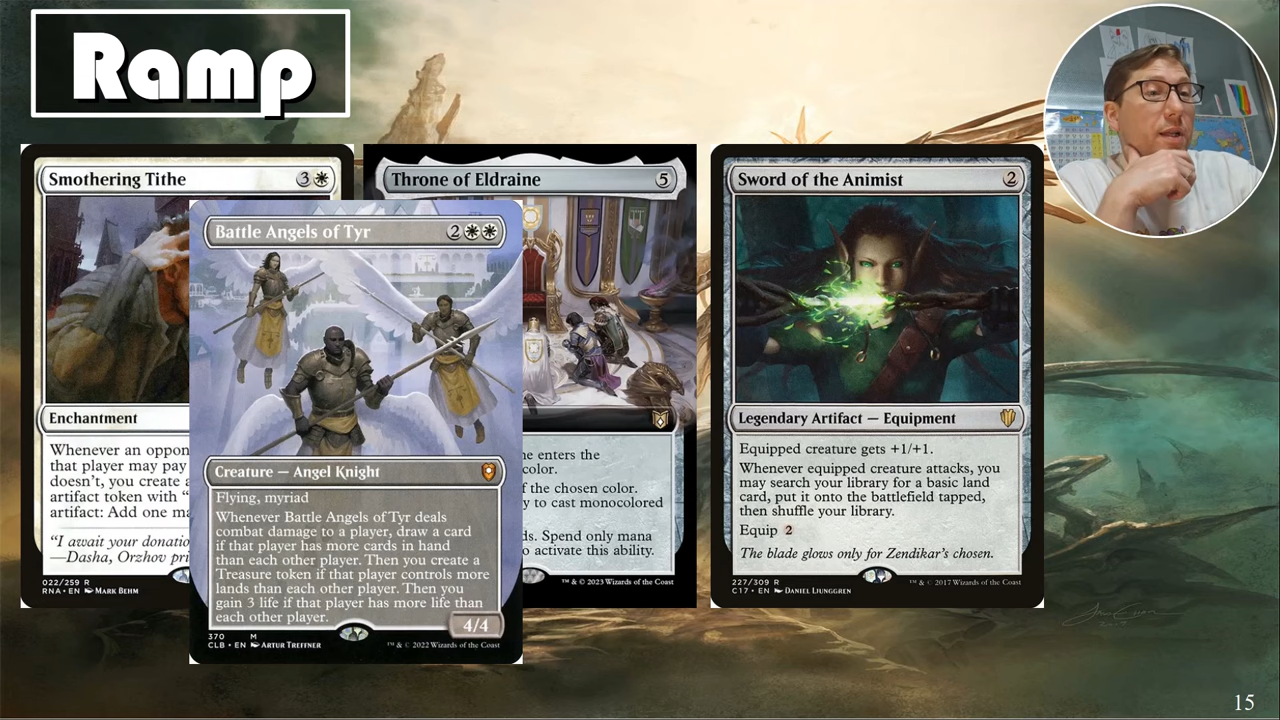 Ramp
Smothering Tithe 3
Enchantment
Whenever an oppon
that player may pay
doesn't, you create a
artifact token with "
artifact: Add one ma
"I await your donatio
—Dasha, Orzhov pri
022/259 R
RNA • EN Mark Behm
Battle Angels of Tyr 2
Creature — Angel Knight
Flying, myriad
Whenever Battle Angels of Tyr deals
combat damage to a player, draw a card
if that player has more cards in hand
than each other player. Then you create a
Treasure token if that player controls more
lands than each other player. Then you
gain 3 life if that player has more life than
each other player.
4/4
370 M
CLB • EN Artur Treffner ™ & © 2022 Wizards of the Coast
Throne of Eldraine 5
ne enters the
color.
f the chosen color.
y to cast monocolored
ds. Spend only mana
o activate this ability.
™ & © 2023 Wizards of the Coast
Sword of the Animist 2
Legendary Artifact — Equipment
Equipped creature gets +1/+1.
Whenever equipped creature attacks, you
may search your library for a basic land
card, put it onto the battlefield tapped,
then shuffle your library.
Equip 2
The blade glows only for Zendikar's chosen.
227/309 R
C17 • EN Daniel Ljunggren ™ & © 2017 Wizards of the Coast
15